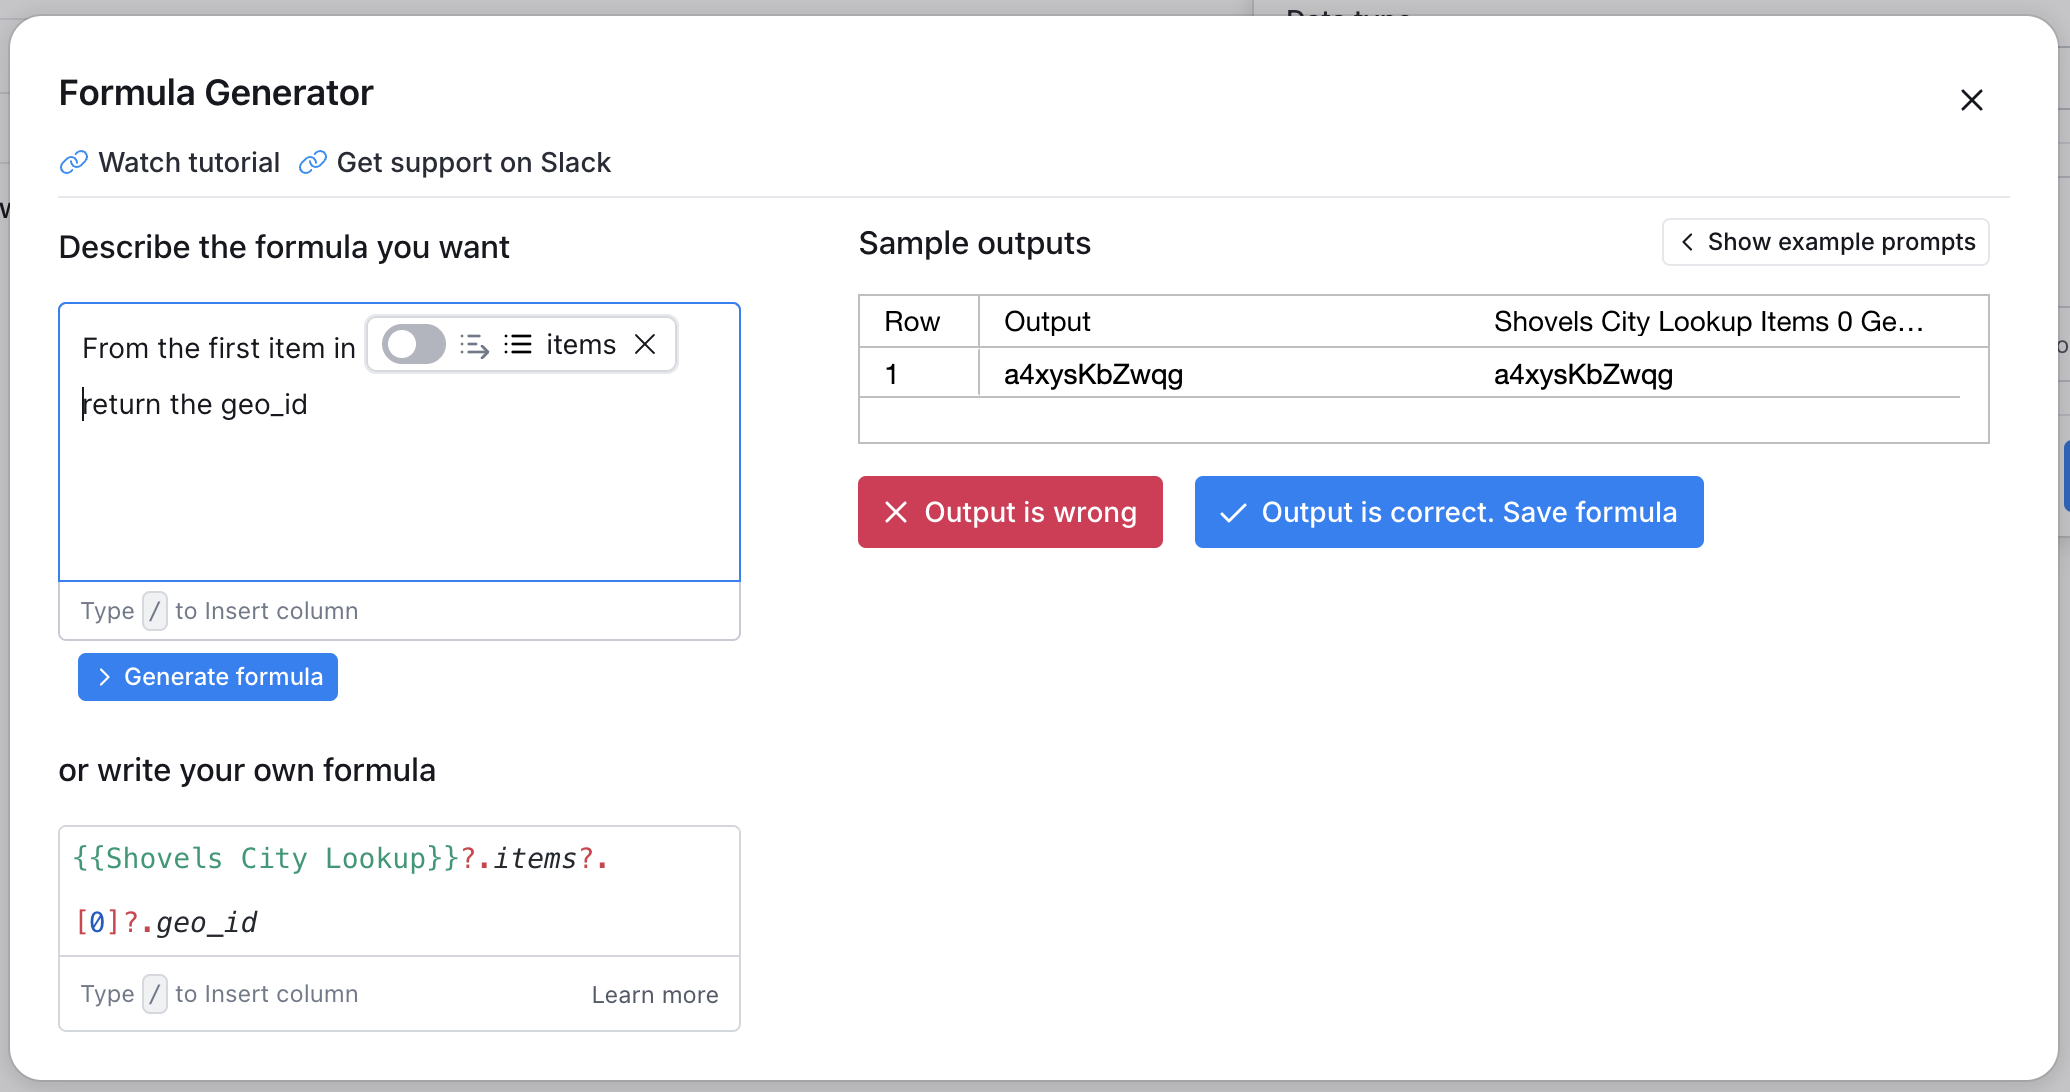 Formula Generator
Watch tutorial Get support on Slack
Describe the formula you want
From the first item in items
return the geo_id
Type / to Insert column
Generate formula
or write your own formula
{{Shovels City Lookup}}?.items?.
[0]?.geo_id
Type / to Insert column Learn more
Sample outputs
Show example prompts
Row Output Shovels City Lookup Items 0 Ge...
1 a4xysKbZwqg a4xysKbZwqg
Output is wrong Output is correct. Save formula